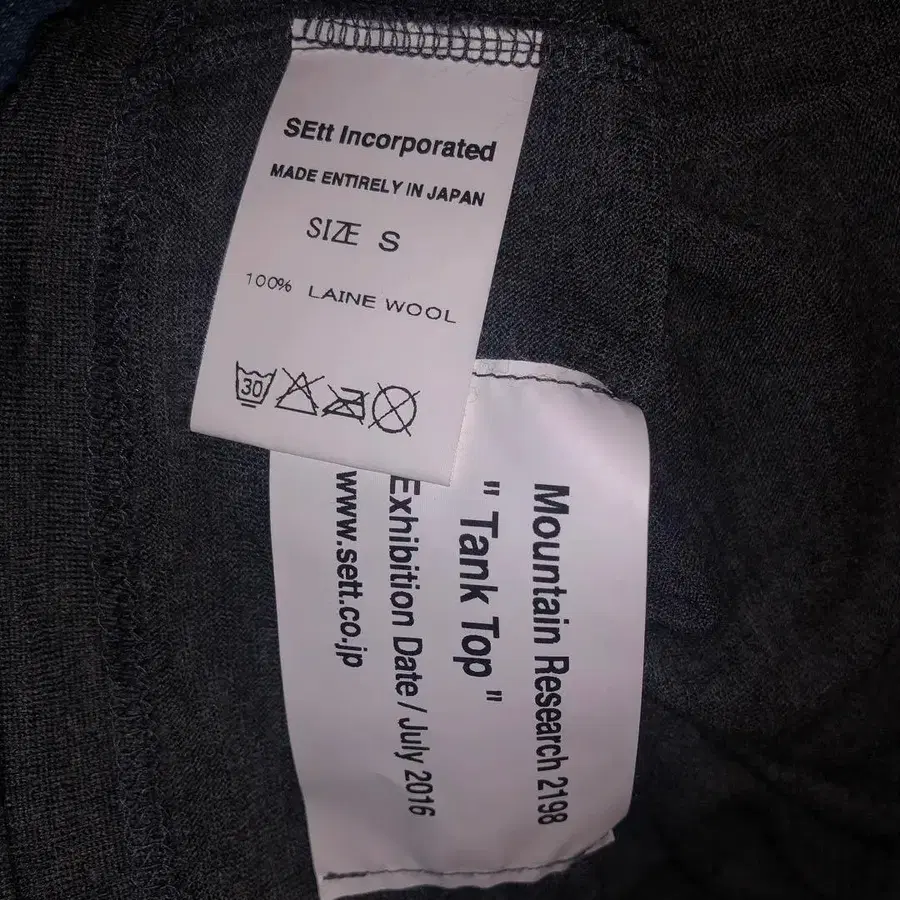 SEtt Incorporated
MADE ENTIRELY IN JAPAN
SIZE S
100% LAINE WOOL
30
Mountain Research 2198
" Tank Top "
Exhibition Date / July 2016
www.sett.co.jp